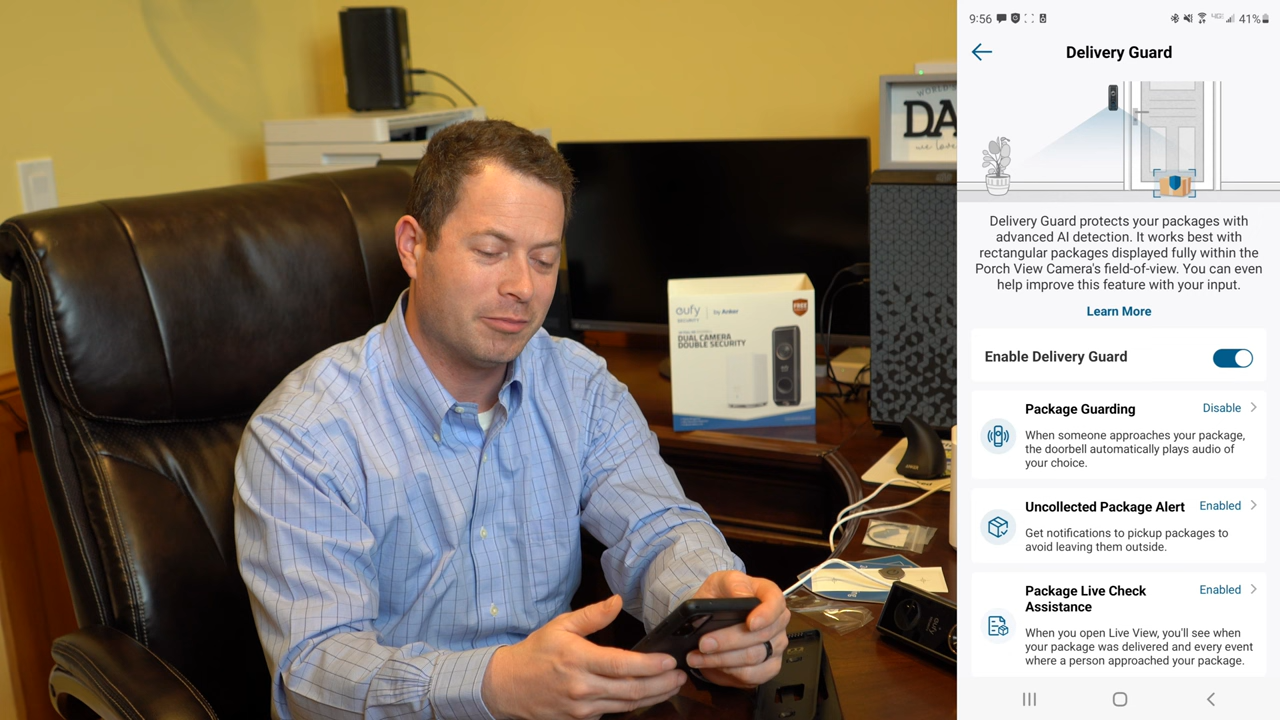 WORLD'S
DA
we love
eufy
SECURITY
by Anker
FREE
DUAL CAMERA
DOUBLE SECURITY
eufy
9:56
41%
Delivery Guard
Delivery Guard protects your packages with
advanced AI detection. It works best with
rectangular packages displayed fully within the
Porch View Camera's field-of-view. You can even
help improve this feature with your input.
Learn More
Enable Delivery Guard
Package Guarding
Disable
When someone approaches your package,
the doorbell automatically plays audio of
your choice.
Uncollected Package Alert
Enabled
Get notifications to pickup packages to
avoid leaving them outside.
Package Live Check
Assistance
Enabled
When you open Live View, you'll see when
your package was delivered and every event
where a person approached your package.